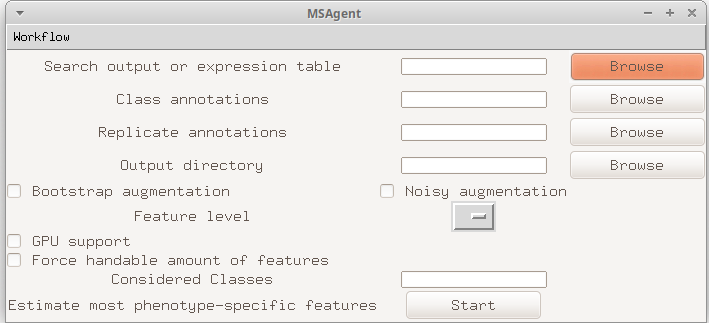 MSAgent
Workflow
Search output or expression table Browse
Class annotations Browse
Replicate annotations Browse
Output directory Browse
Bootstrap augmentation Noisy augmentation
Feature level
GPU support
Force handable amount of features
Considered Classes
Estimate most phenotype-specific features Start